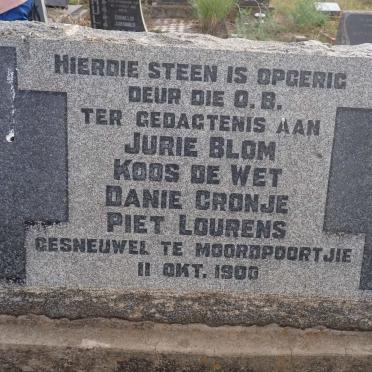 HIERDIE STEEN IS OPGERIG
DEUR DIE O.B.
TER GEDAGTENIS AAN
JURIE BLOM
KOOS DE WET
DANIE CRONJE
PIET LOURENS
GESNEUWEL TE MOORDPOORTJIE
11 OKT. 1900